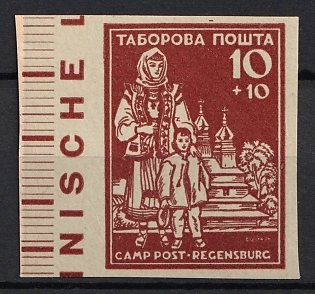 NISCHE L
ТАБОРОВА ПОШТА
10
+10
CAMP POST-REGENSBURG